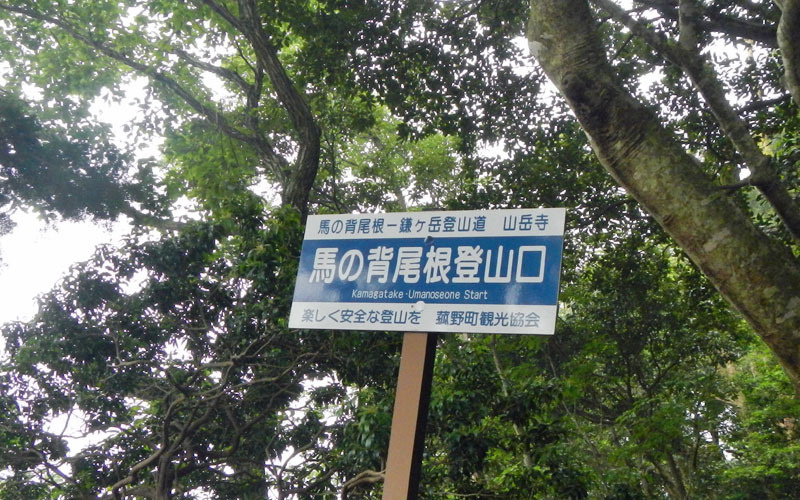 馬の背尾根ー鎌ヶ岳登山道　山岳寺
馬の背尾根登山口
Kamagatake・Umanoseone Start
楽しく安全な登山を　菰野町観光協会